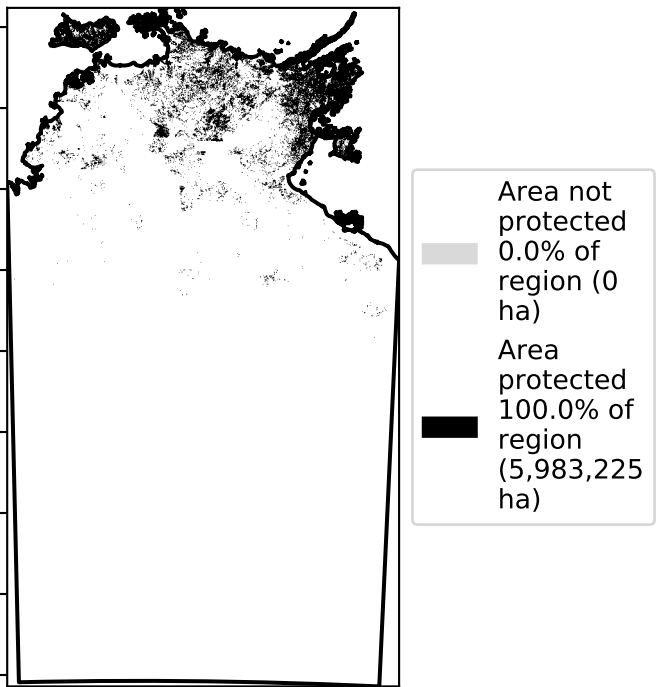 Area not
protected
0.0% of
region (0
ha)
Area
protected
100.0% of
region
(5,983,225
ha)